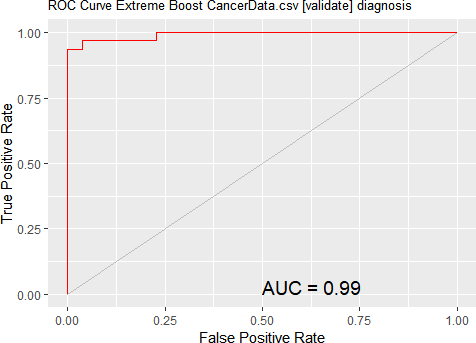 ROC Curve Extreme Boost CancerData.csv [validate] diagnosis
True Positive Rate
1.00
0.75
0.50
0.25
0.00
AUC = 0.99
0.00 0.25 0.50 0.75 1.00
False Positive Rate